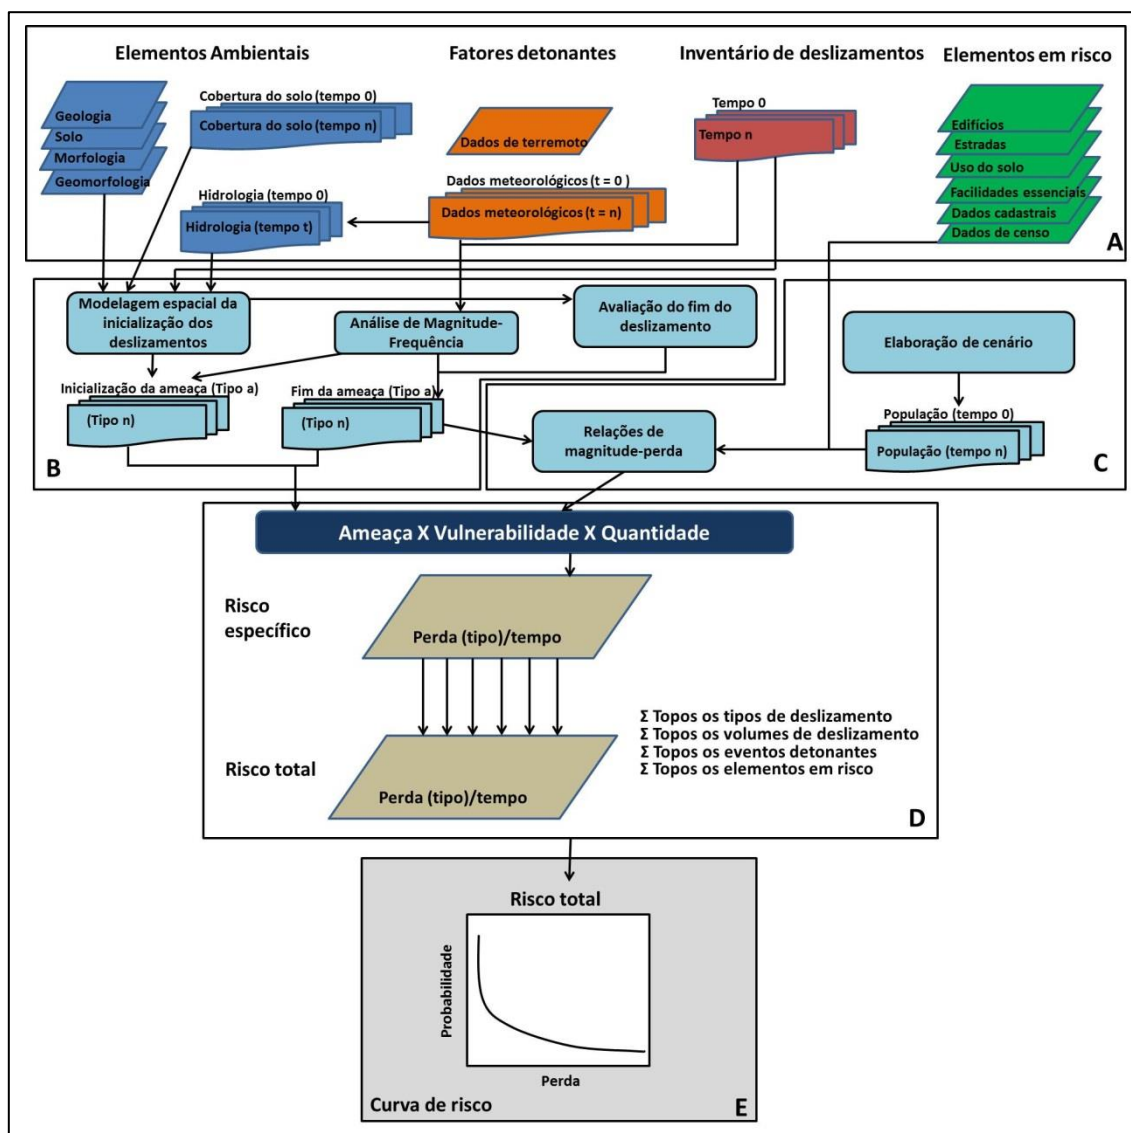 Elementos Ambientais
Fatores detonantes
Inventário de deslizamentos
Elementos em risco
Geologia
Solo
Morfologia
Geomorfologia
Cobertura do solo (tempo 0)
Cobertura do solo (tempo n)
Hidrologia (tempo 0)
Hidrologia (tempo t)
Dados de terremoto
Dados meteorológicos (t = 0 )
Dados meteorológicos (t = n)
Tempo 0
Tempo n
Edifícios
Estradas
Uso do solo
Facilidades essenciais
Dados cadastrais
Dados de censo
A
Modelagem espacial da
inicialização dos
deslizamentos
Análise de Magnitude-
Frequência
Avaliação do fim do
deslizamento
Inicialização da ameaça (Tipo a)
(Tipo n)
Fim da ameaça (Tipo a)
(Tipo n)
B
Elaboração de cenário
População (tempo 0)
População (tempo n)
Relações de
magnitude-perda
C
Ameaça X Vulnerabilidade X Quantidade
Risco
específico
Perda (tipo)/tempo
Risco total
Perda (tipo)/tempo
Σ Topos os tipos de deslizamento
Σ Topos os volumes de deslizamento
Σ Topos os eventos detonantes
Σ Topos os elementos em risco
D
Risco total
Probabilidade
Perda
Curva de risco
E